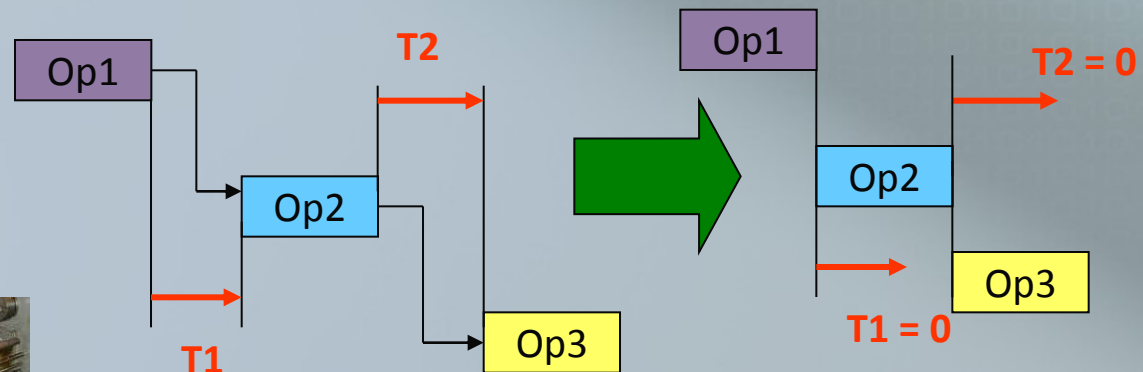 Op1
T2
Op2
T1
Op3
Op1
T2 = 0
Op2
Op3
T1 = 0